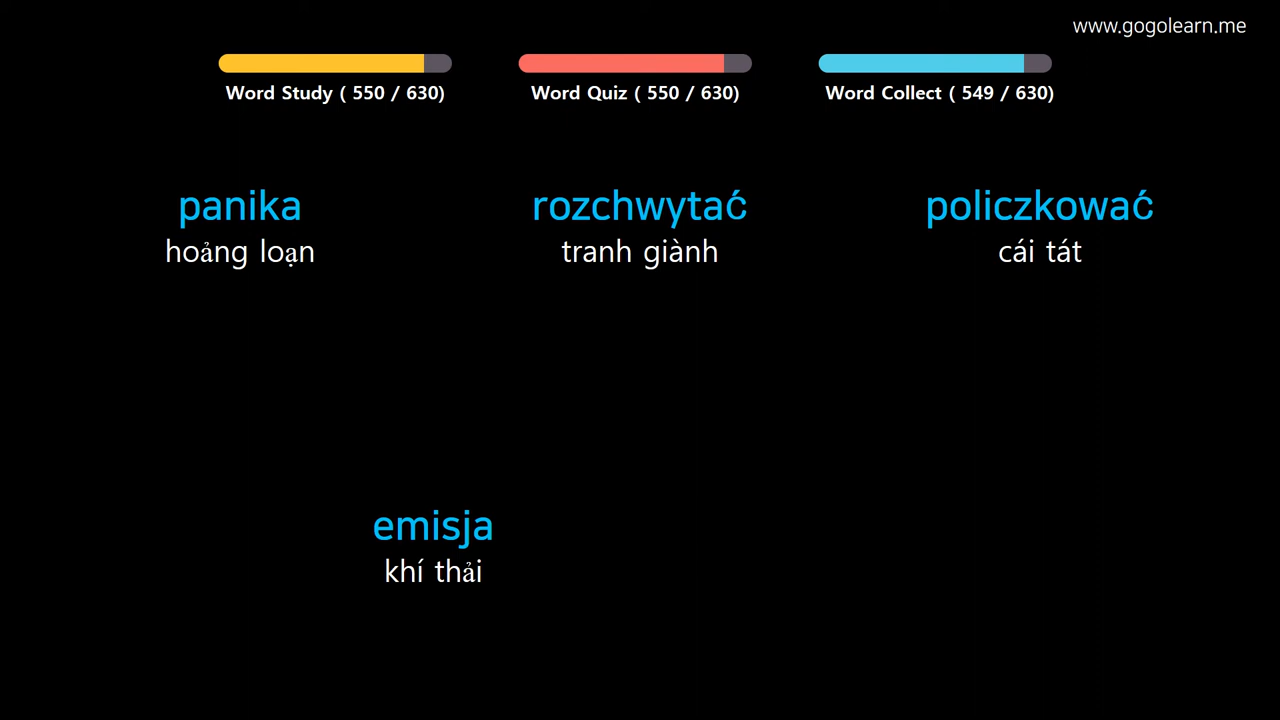 www.gogolearn.me
Word Study ( 550 / 630)
Word Quiz ( 550 / 630)
Word Collect ( 549 / 630)
panika
hoảng loạn
rozchwytać
tranh giành
policzkować
cái tát
emisja
khí thải